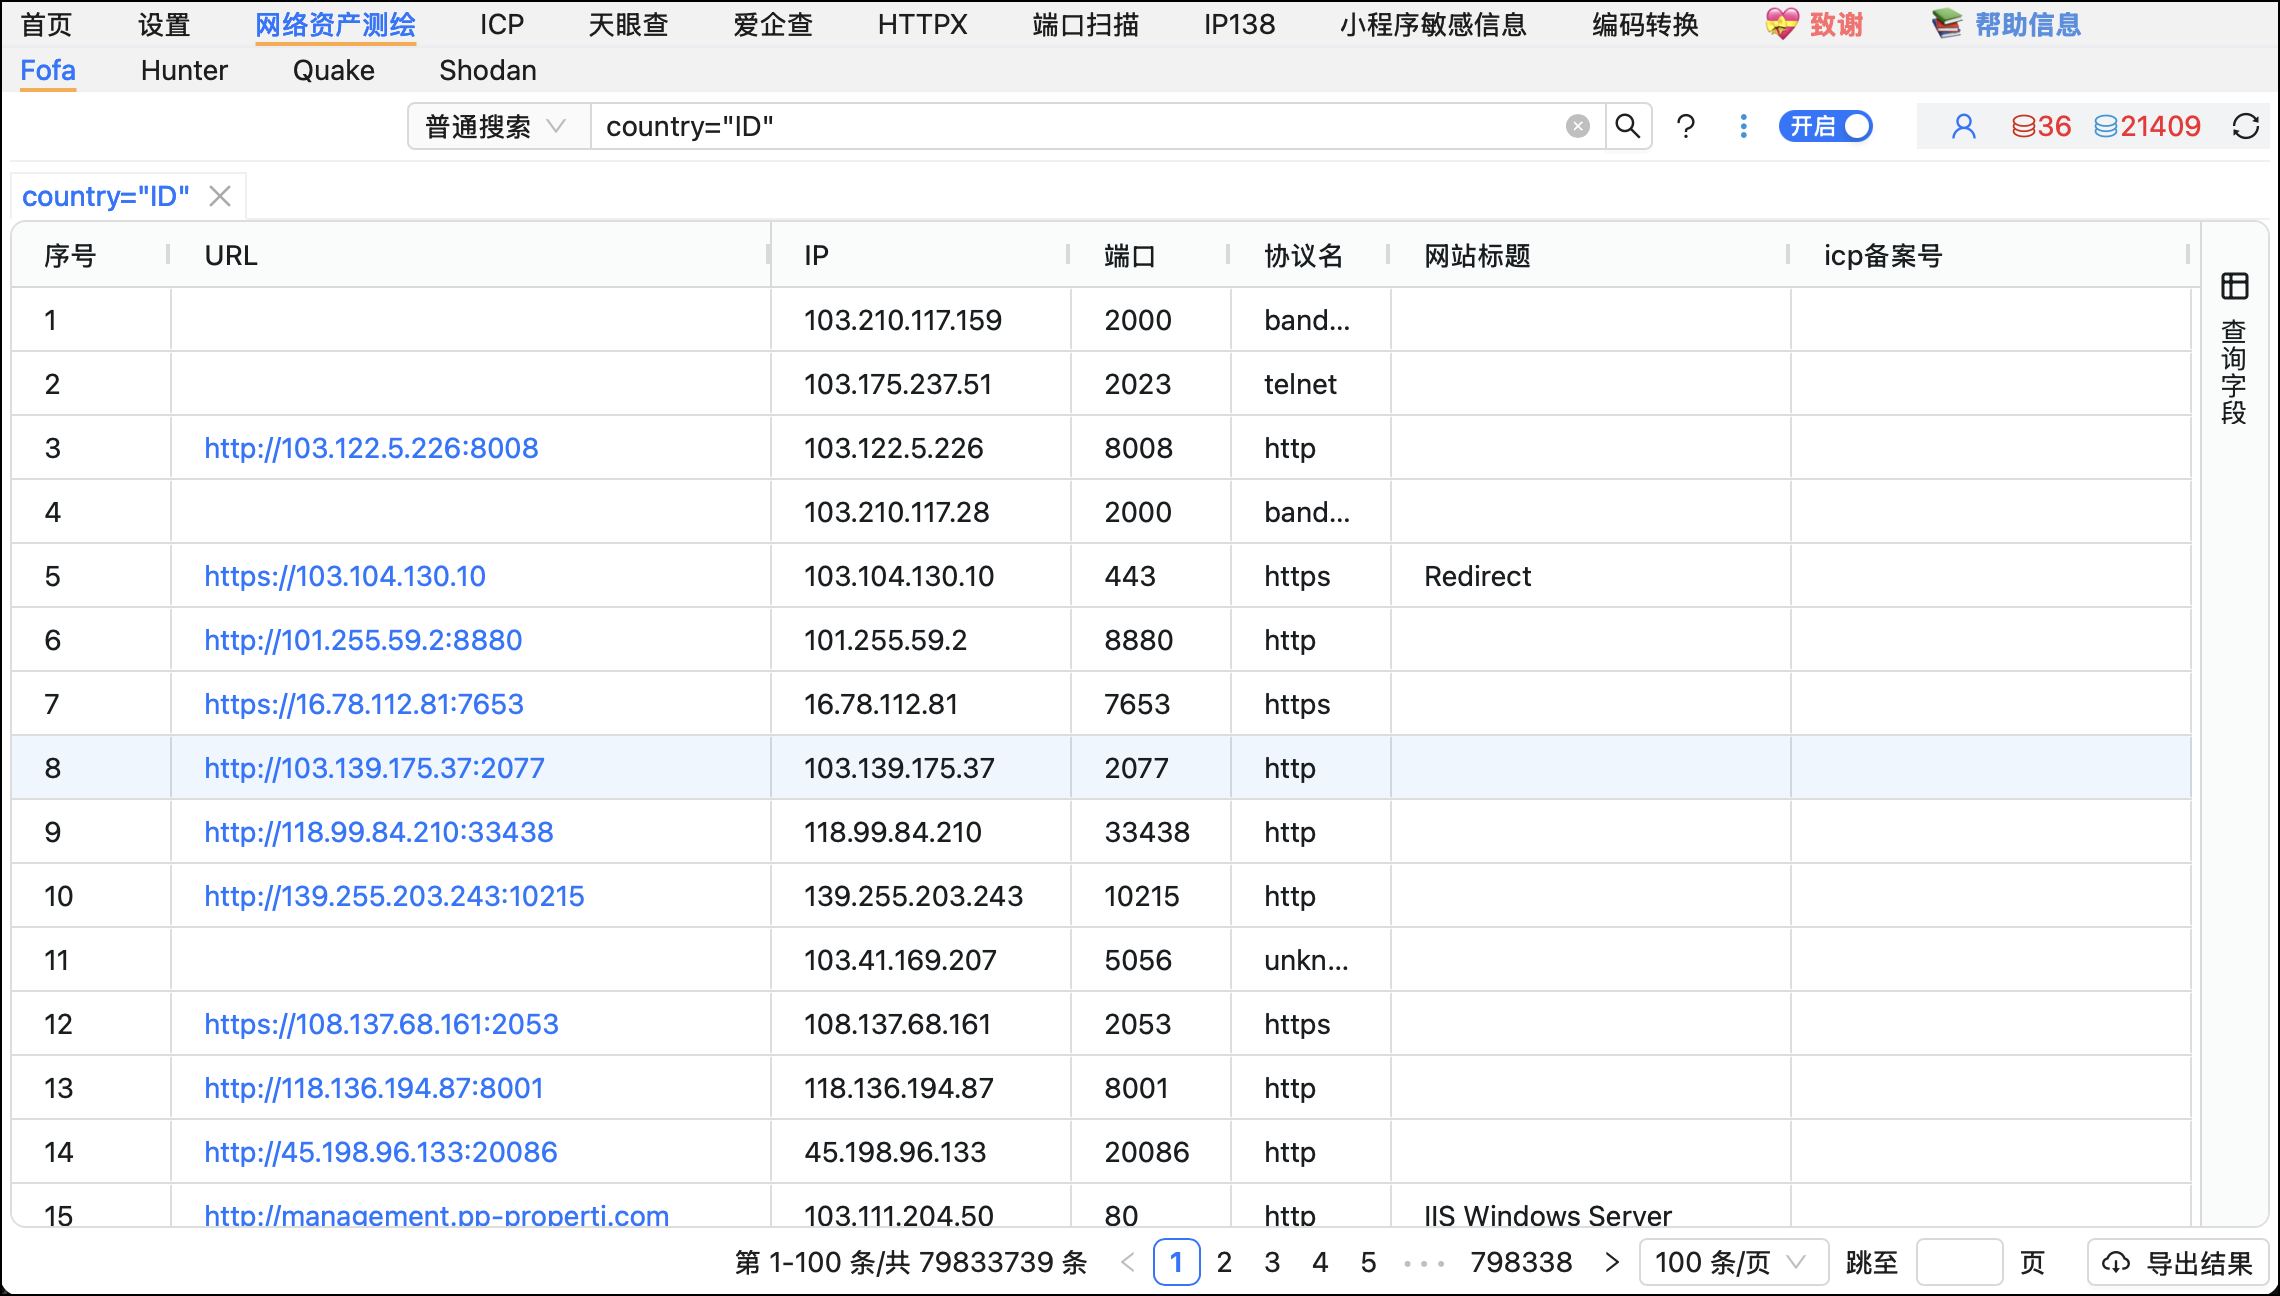 首页 设置 网络资产测绘 ICP 天眼查 爱企查 HTTPX 端口扫描 IP138 小程序敏感信息 编码转换 致谢 帮助信息
Fofa Hunter Quake Shodan
普通搜索 country="ID" ? 开启 36 21409
country="ID"
序号 URL IP 端口 协议名 网站标题 icp备案号
查询字段
1 103.210.117.159 2000 band...
2 103.175.237.51 2023 telnet
3 http://103.122.5.226:8008 103.122.5.226 8008 http
4 103.210.117.28 2000 band...
5 https://103.104.130.10 103.104.130.10 443 https Redirect
6 http://101.255.59.2:8880 101.255.59.2 8880 http
7 https://16.78.112.81:7653 16.78.112.81 7653 https
8 http://103.139.175.37:2077 103.139.175.37 2077 http
9 http://118.99.84.210:33438 118.99.84.210 33438 http
10 http://139.255.203.243:10215 139.255.203.243 10215 http
11 103.41.169.207 5056 unkn...
12 https://108.137.68.161:2053 108.137.68.161 2053 https
13 http://118.136.194.87:8001 118.136.194.87 8001 http
14 http://45.198.96.133:20086 45.198.96.133 20086 http
15 http://management.pp-properti.com 103.111.204.50 80 http IIS Windows Server
第 1-100 条/共 79833739 条 < 1 2 3 4 5 ••• 798338 > 100 条/页 跳至 页 导出结果